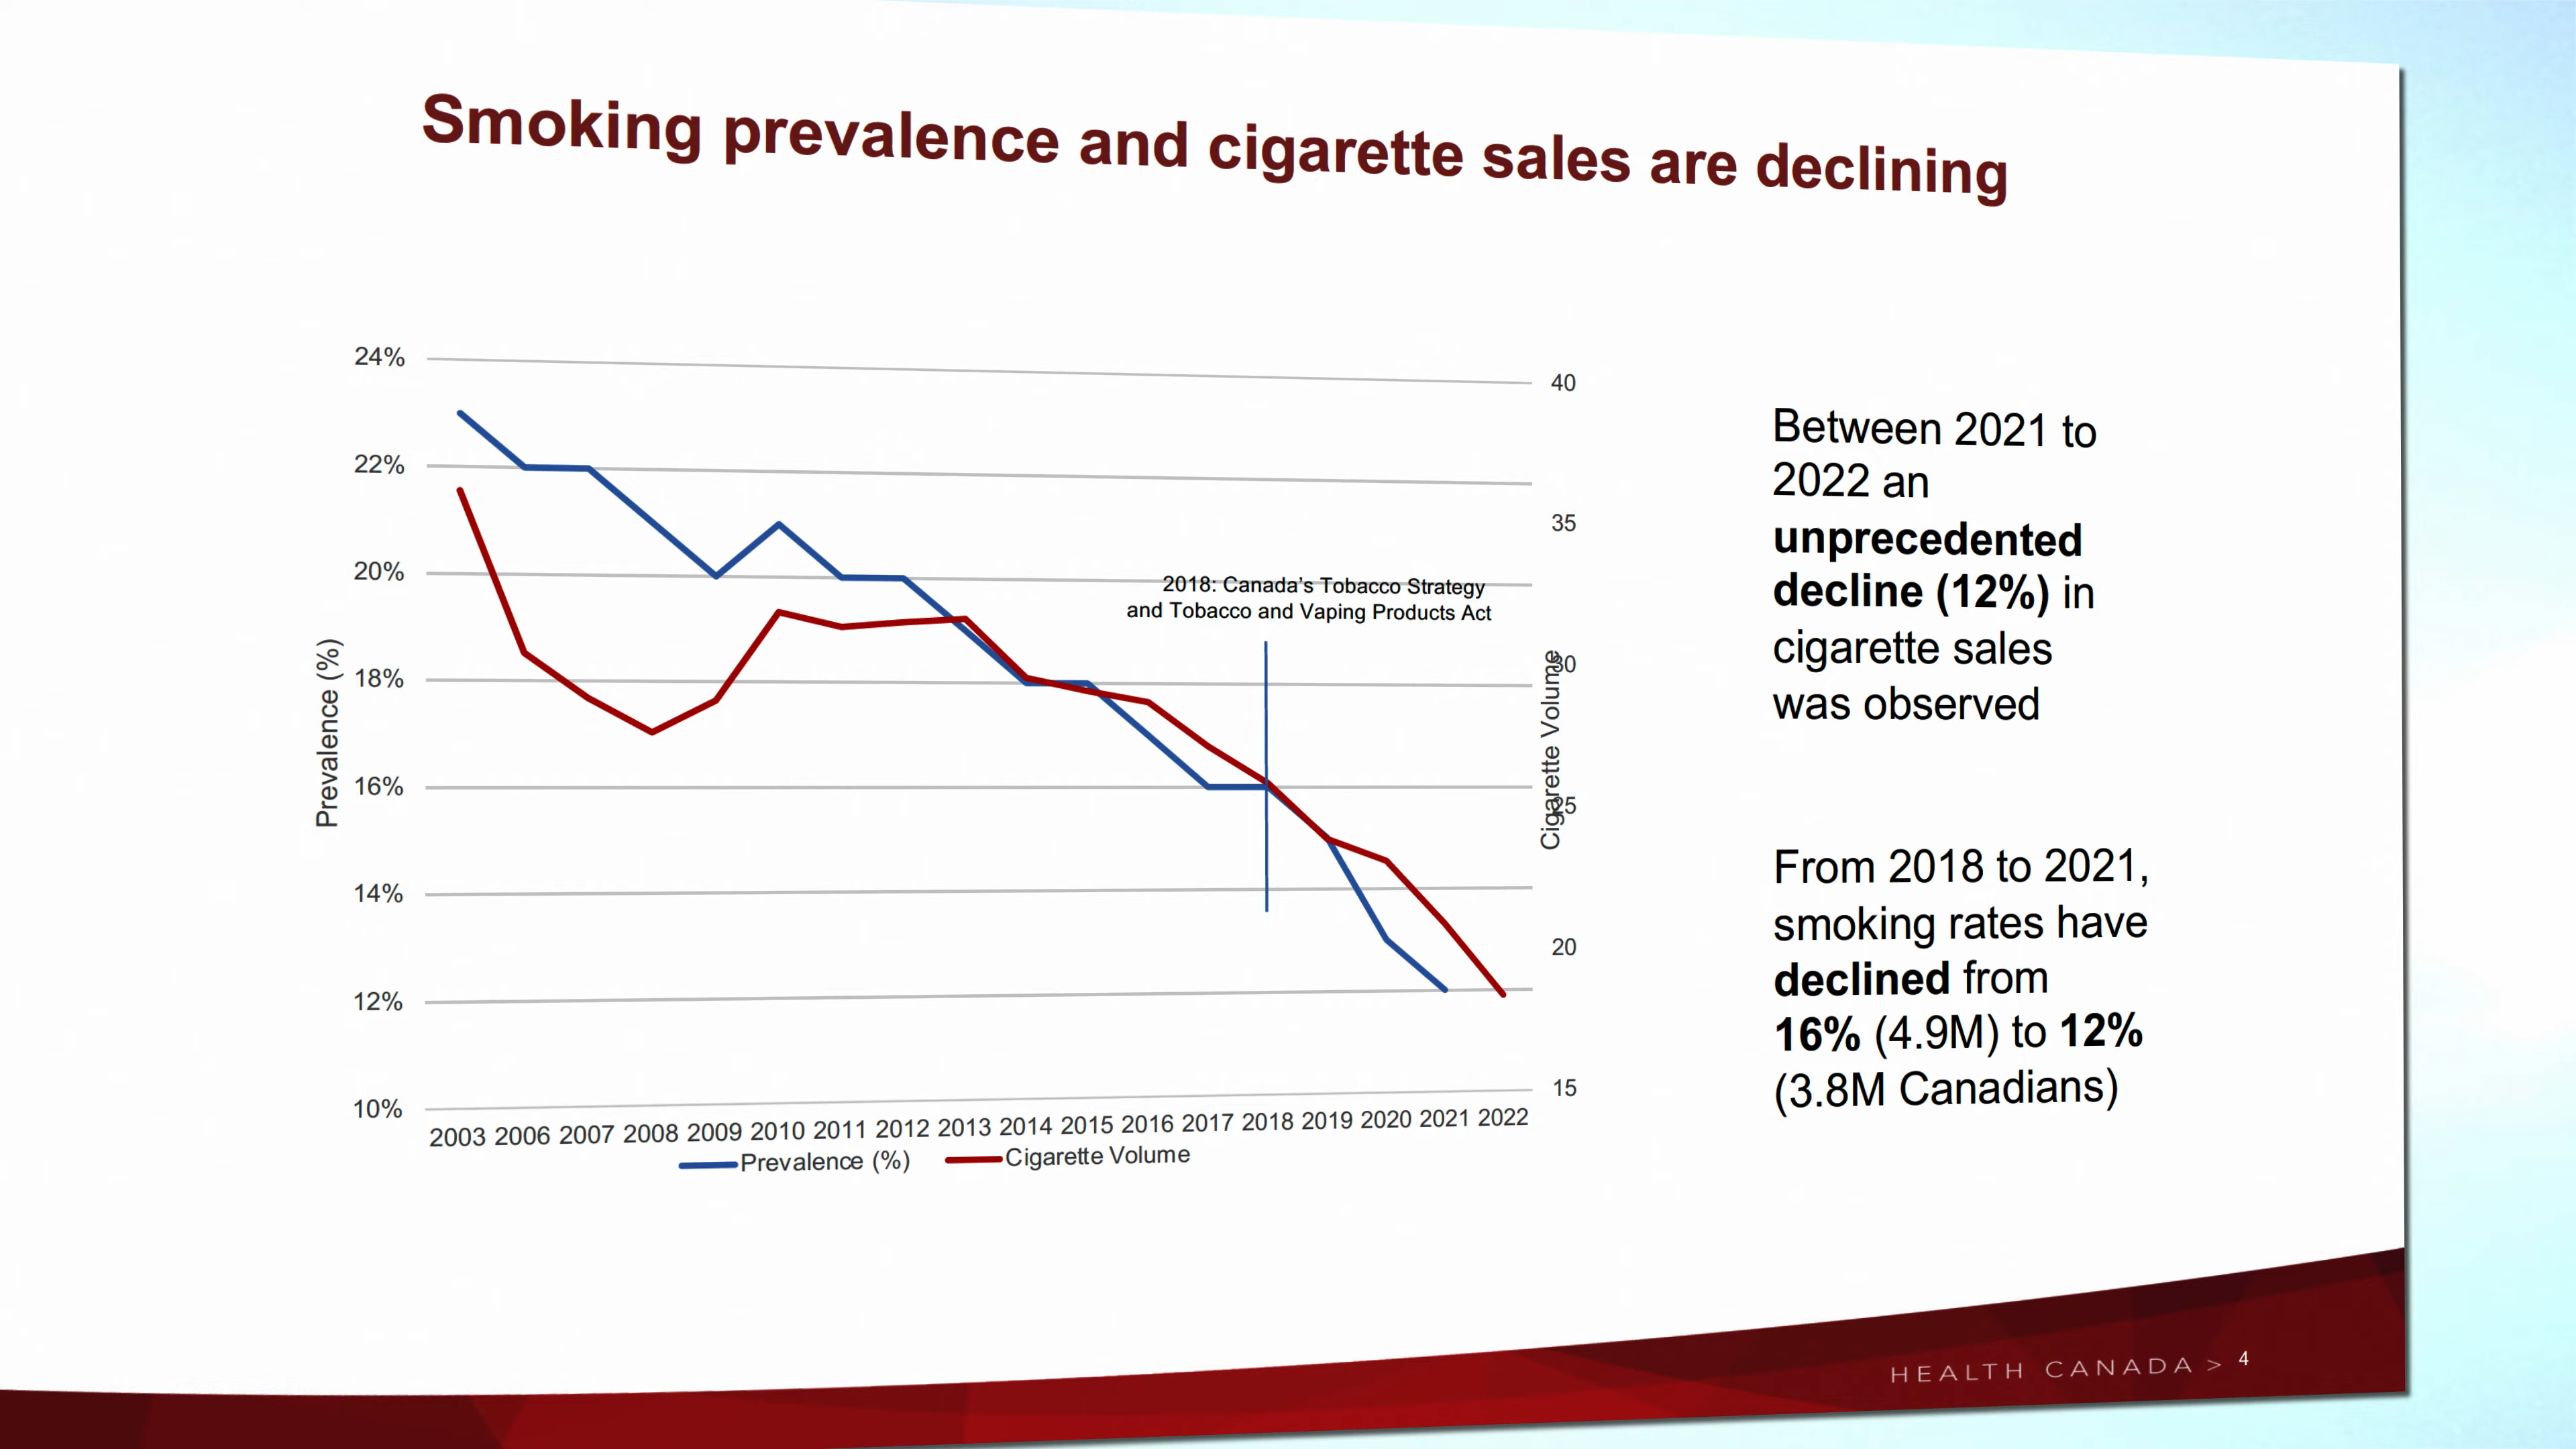 Smoking prevalence and cigarette sales are declining
24%
22%
20%
18%
16%
14%
12%
10%
Prevalence (%)
2018: Canada's Tobacco Strategy
and Tobacco and Vaping Products Act
40
35
30
25
20
15
Cigarette Volume
2003 2006 2007 2008 2009 2010 2011 2012 2013 2014 2015 2016 2017 2018 2019 2020 2021 2022
Prevalence (%) Cigarette Volume
Between 2021 to
2022 an
unprecedented
decline (12%) in
cigarette sales
was observed
From 2018 to 2021,
smoking rates have
declined from
16% (4.9M) to 12%
(3.8M Canadians)
HEALTH CANADA > 4